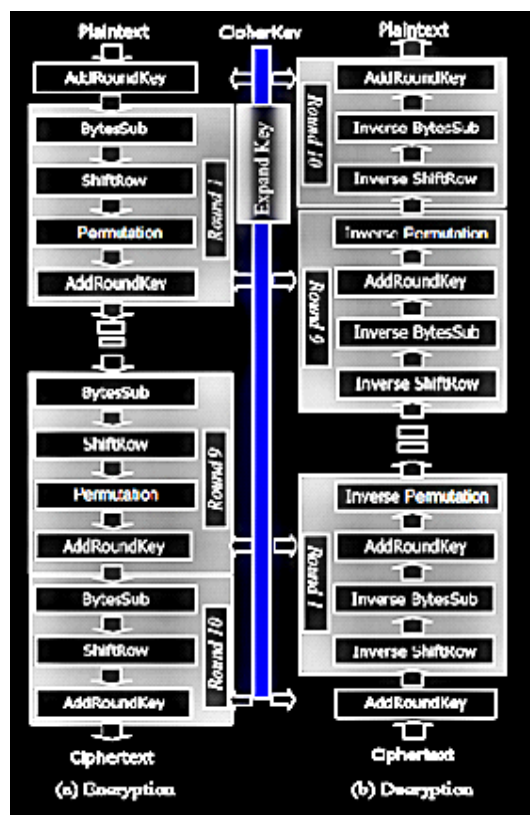 Plaintext
AddRoundKey
BytesSub
ShiftRow
Permutation
AddRoundKey
Round 1
BytesSub
ShiftRow
Permutation
AddRoundKey
Round 9
BytesSub
ShiftRow
AddRoundKey
Round 10
Ciphertext
(a) Encryption
CipherKey
Expand Key
Plaintext
AddRoundKey
Inverse BytesSub
Inverse ShiftRow
Round 10
Inverse Permutation
AddRoundKey
Inverse BytesSub
Inverse ShiftRow
Round 9
Inverse Permutation
AddRoundKey
Inverse BytesSub
Inverse ShiftRow
Round 1
AddRoundKey
Ciphertext
(b) Decryption